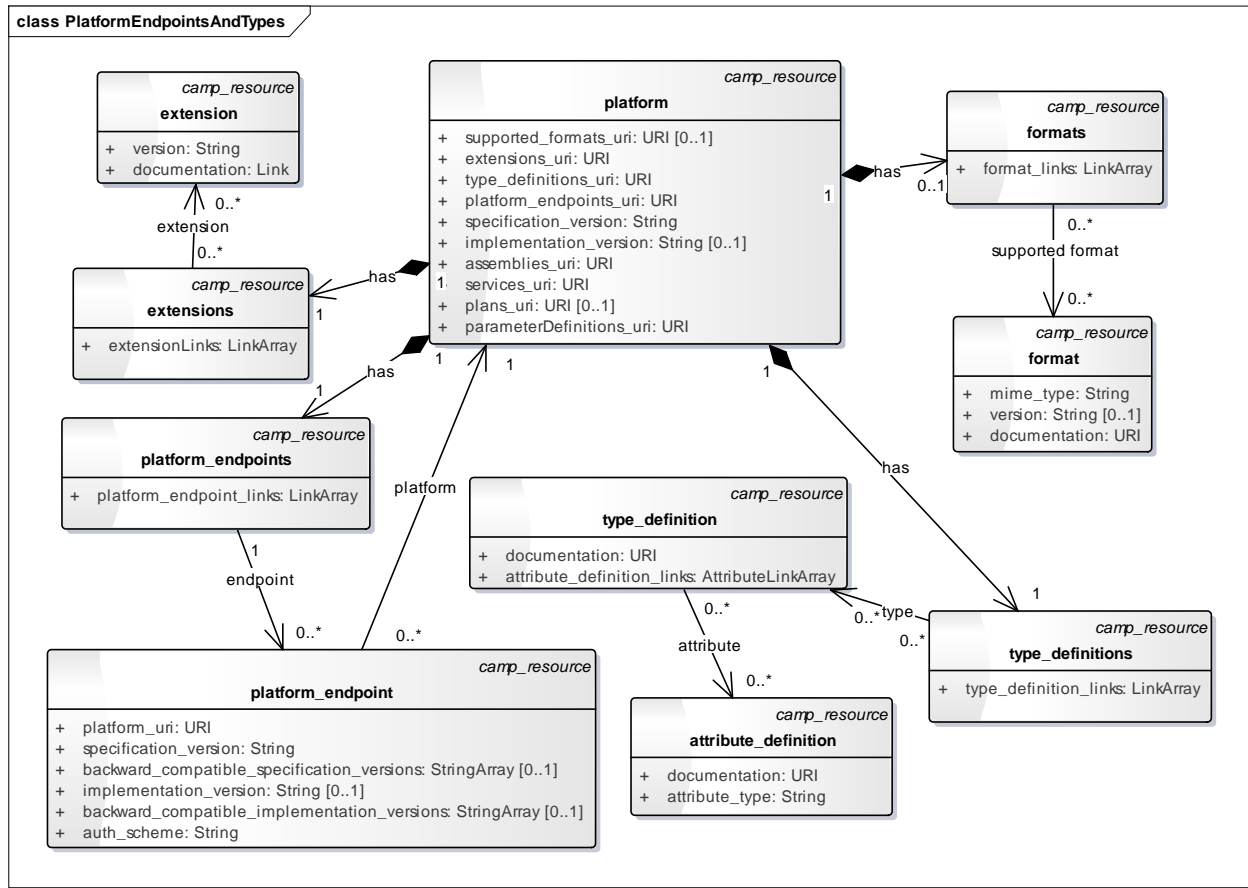 class PlatformEndpointsAndTypes
camp_resource
extension
+ version: String
+ documentation: Link
0..*
extension
0..*
camp_resource
extensions
+ extensionLinks: LinkArray
has
1
1
camp_resource
platform
+ supported_formats_uri: URI [0..1]
+ extensions_uri: URI
+ type_definitions_uri: URI
+ platform_endpoints_uri: URI
+ specification_version: String
+ implementation_version: String [0..1]
+ assemblies_uri: URI
+ services_uri: URI
+ plans_uri: URI [0..1]
+ parameterDefinitions_uri: URI
has
1
0..1
camp_resource
formats
+ format_links: LinkArray
0..*
supported format
0..*
camp_resource
format
+ mime_type: String
+ version: String [0..1]
+ documentation: URI
1
has
1
camp_resource
platform_endpoints
+ platform_endpoint_links: LinkArray
1
endpoint
0..*
1
platform
0..*
camp_resource
platform_endpoint
+ platform_uri: URI
+ specification_version: String
+ backward_compatible_specification_versions: StringArray [0..1]
+ implementation_version: String [0..1]
+ backward_compatible_implementation_versions: StringArray [0..1]
+ auth_scheme: String
1
has
1
camp_resource
type_definition
+ documentation: URI
+ attribute_definition_links: AttributeLinkArray
0..*
type
0..*
camp_resource
type_definitions
+ type_definition_links: LinkArray
0..*
attribute
0..*
camp_resource
attribute_definition
+ documentation: URI
+ attribute_type: String